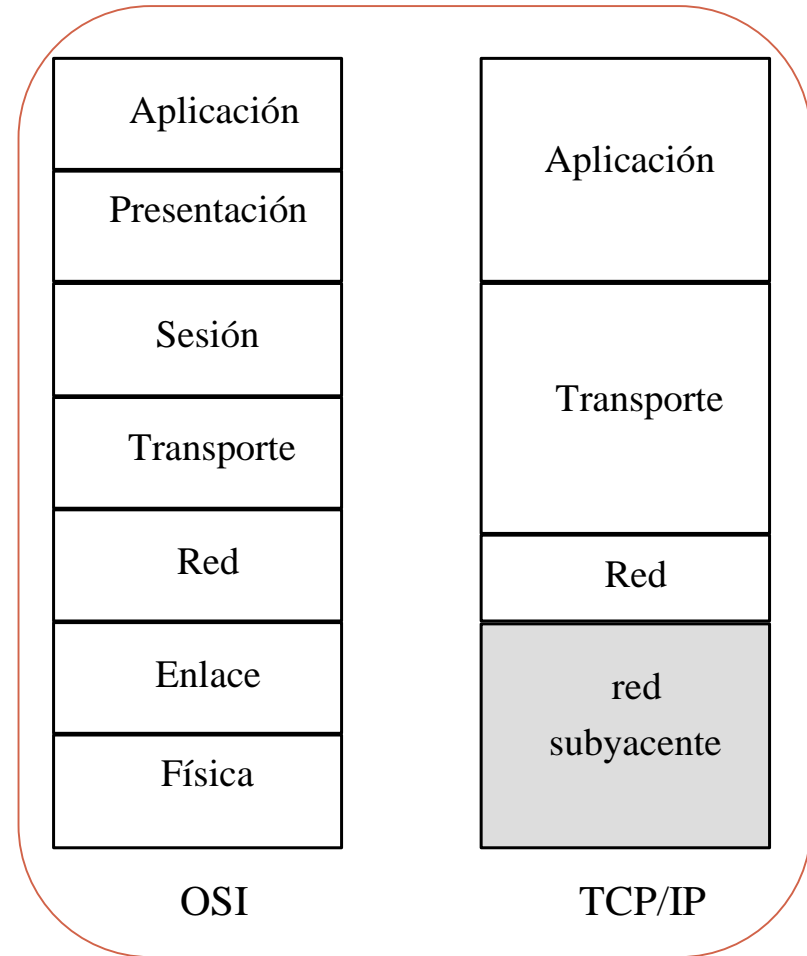 Aplicación
Presentación
Sesión
Transporte
Red
Enlace
Física
OSI
Aplicación
Transporte
Red
red
subyacente
TCP/IP